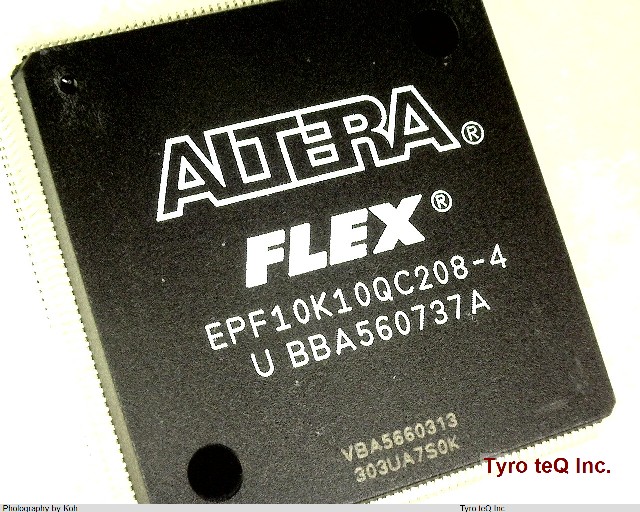 ALTERA®
FLEX®
EPF10K10QC208-4
U BBA560737A
VBA5660313
303UA7S0K
Tyro teQ Inc.
Photography by Koh
Tyro teQ Inc